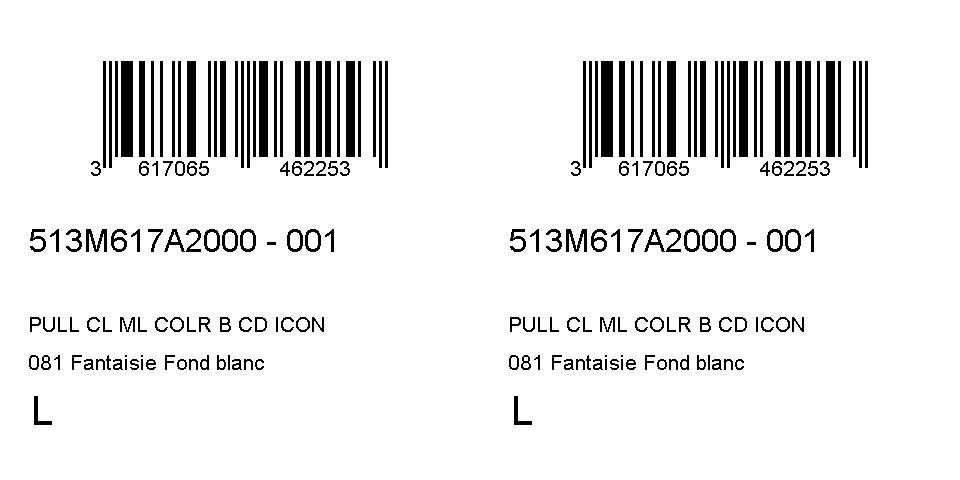 3 617065 462253
513M617A2000 - 001
PULL CL ML COLR B CD ICON
081 Fantaisie Fond blanc
L
3 617065 462253
513M617A2000 - 001
PULL CL ML COLR B CD ICON
081 Fantaisie Fond blanc
L